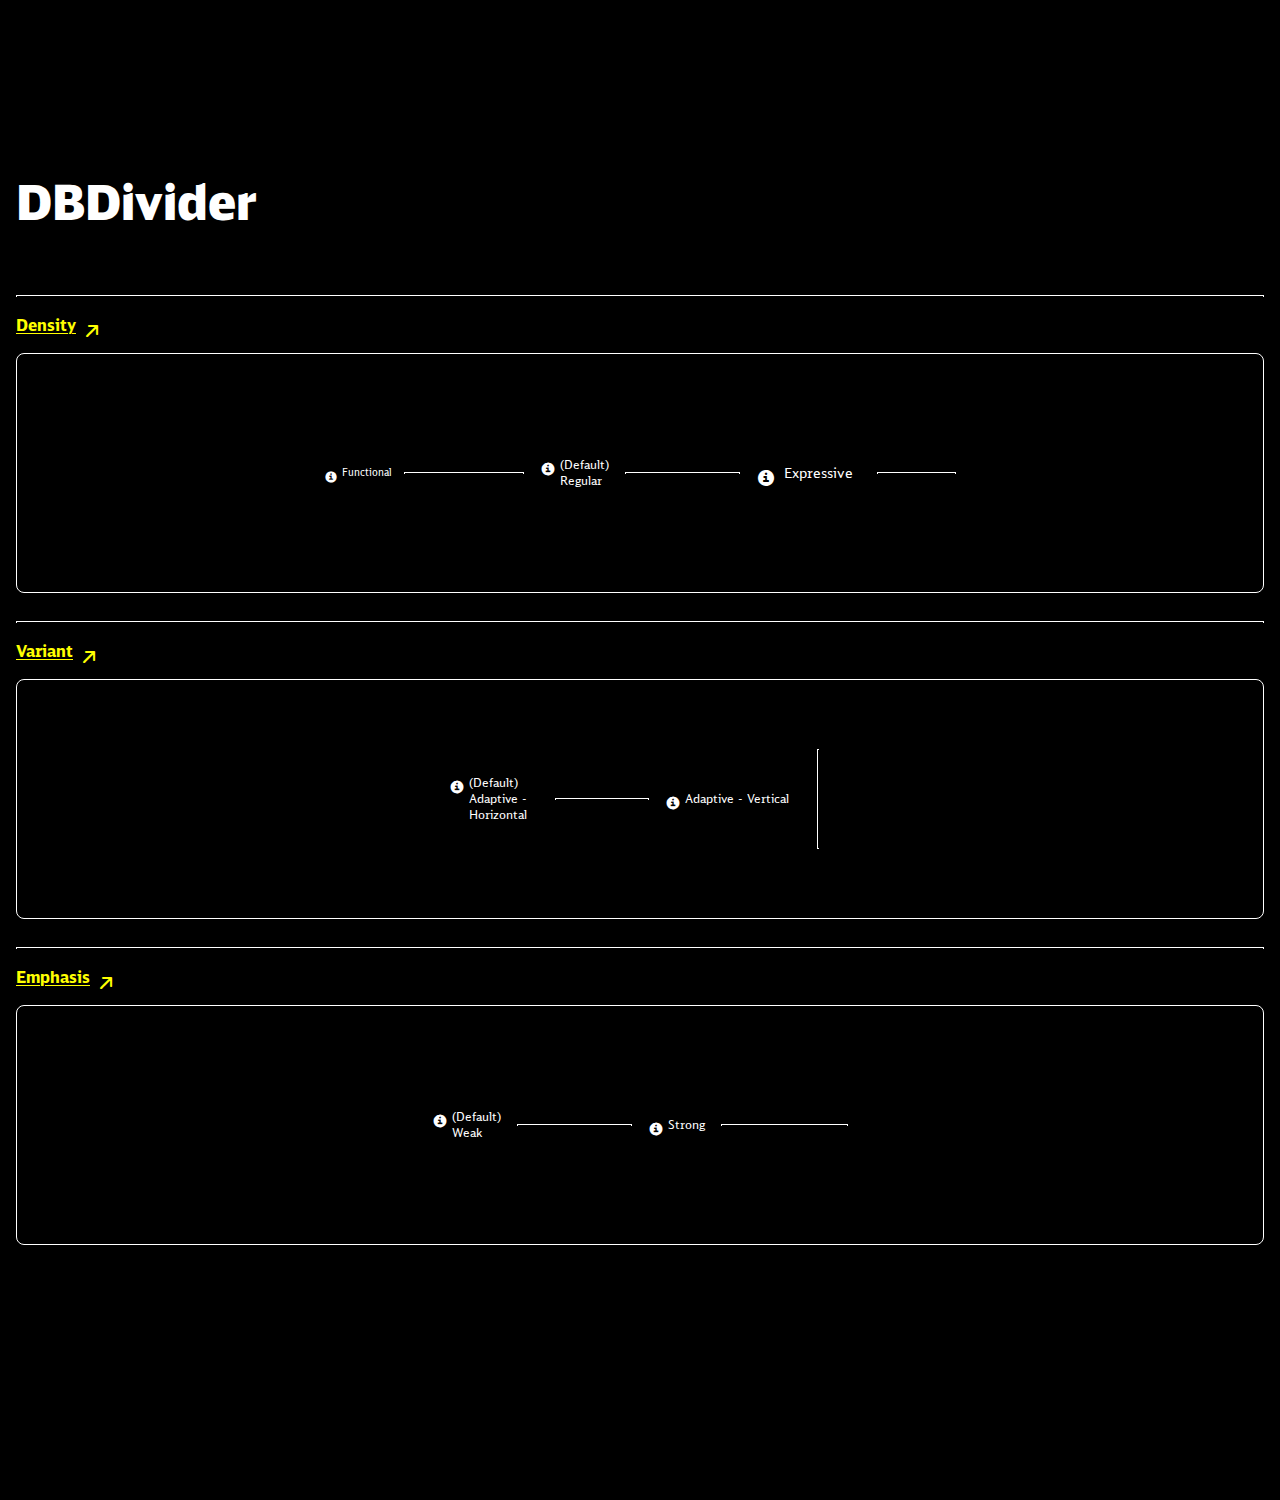 DBDivider
Density
Functional
(Default)
Regular
Expressive
Variant
(Default)
Adaptive -
Horizontal
Adaptive - Vertical
Emphasis
(Default)
Weak
Strong